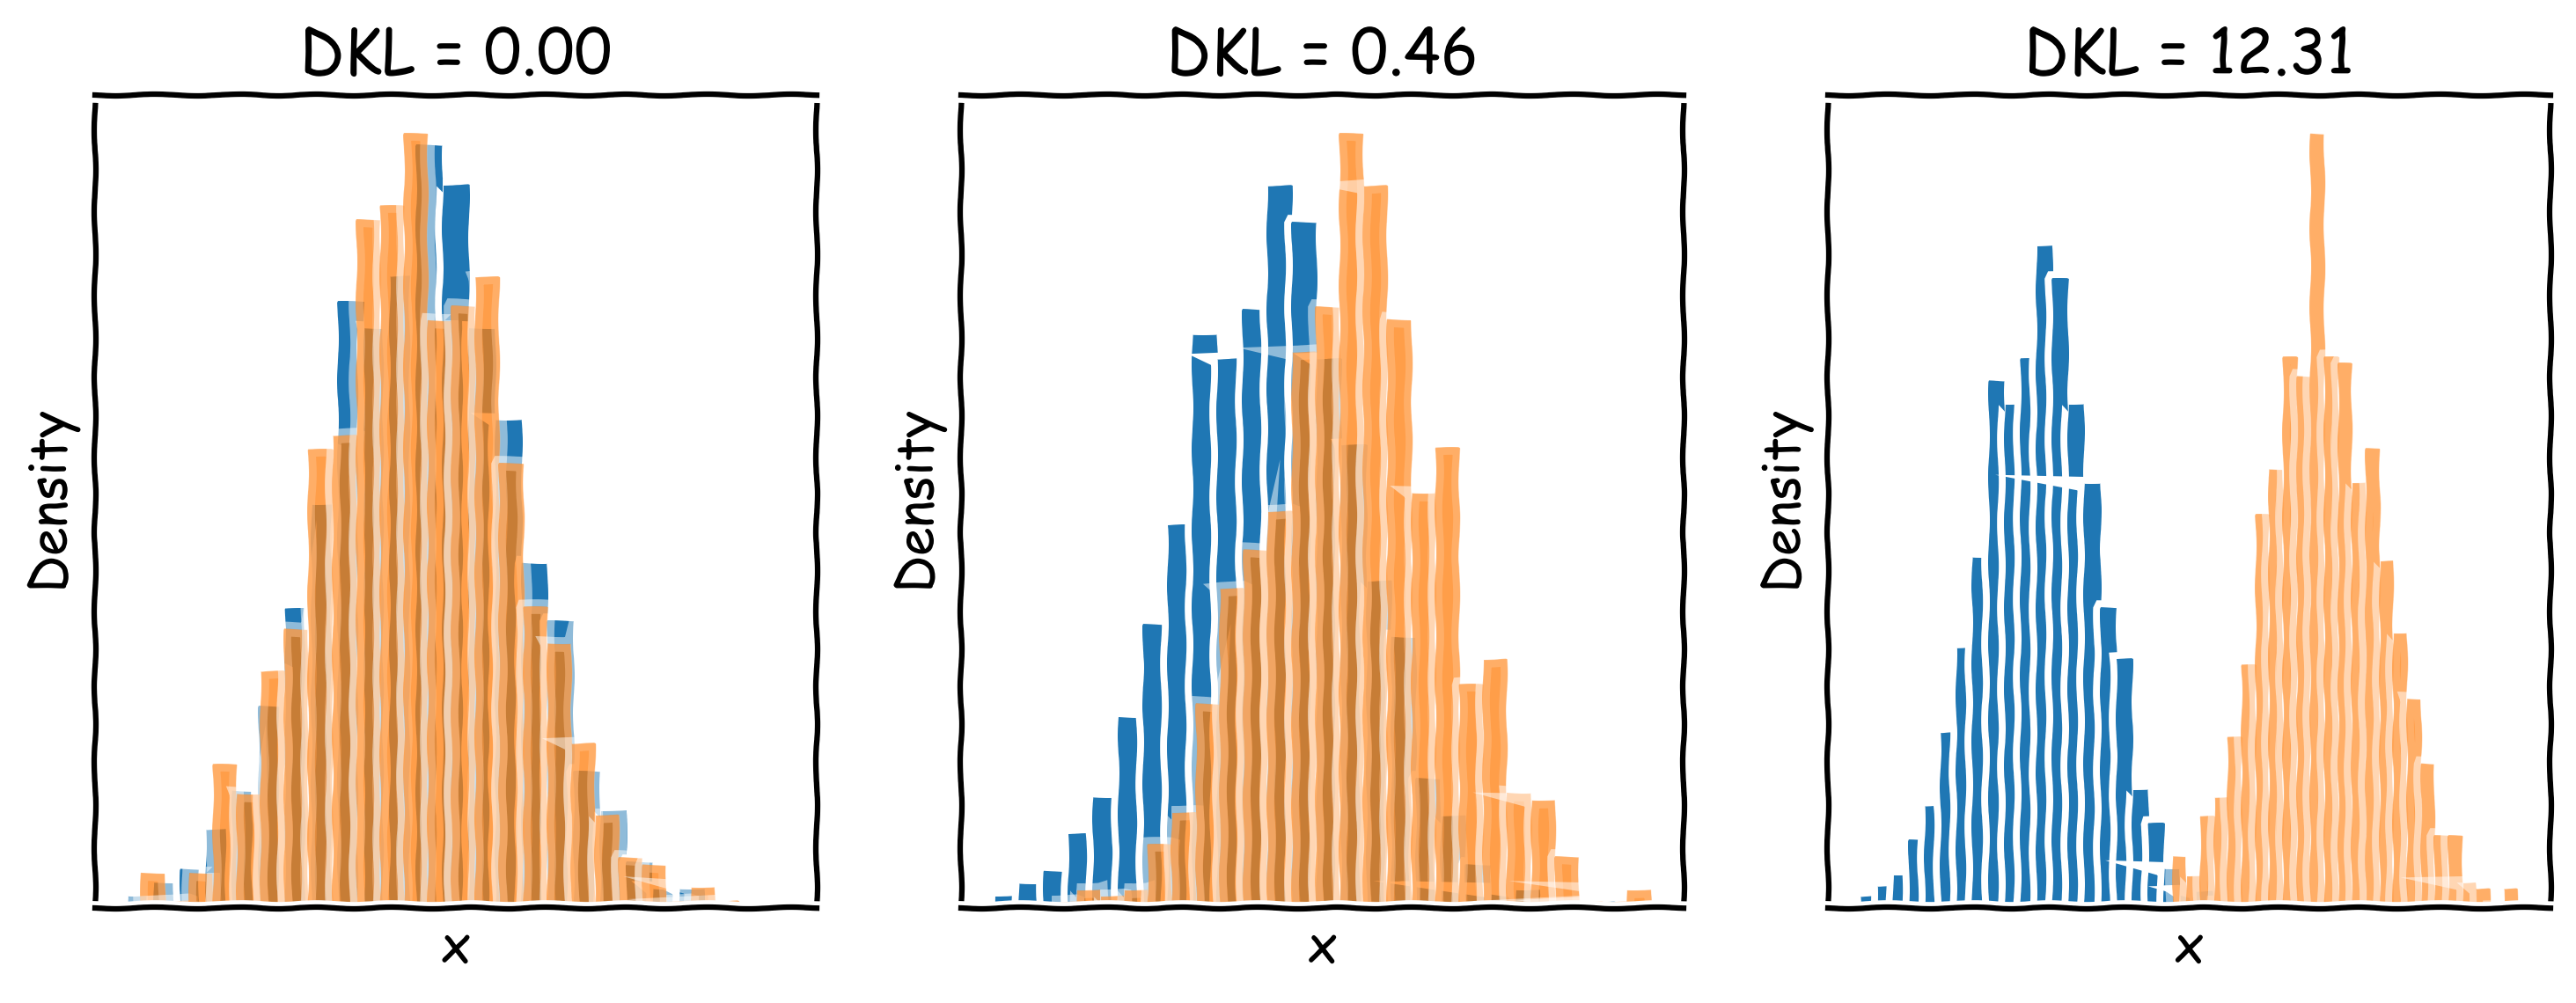 DKL = 0.00
Density
x
DKL = 0.46
Density
x
DKL = 12.31
Density
x